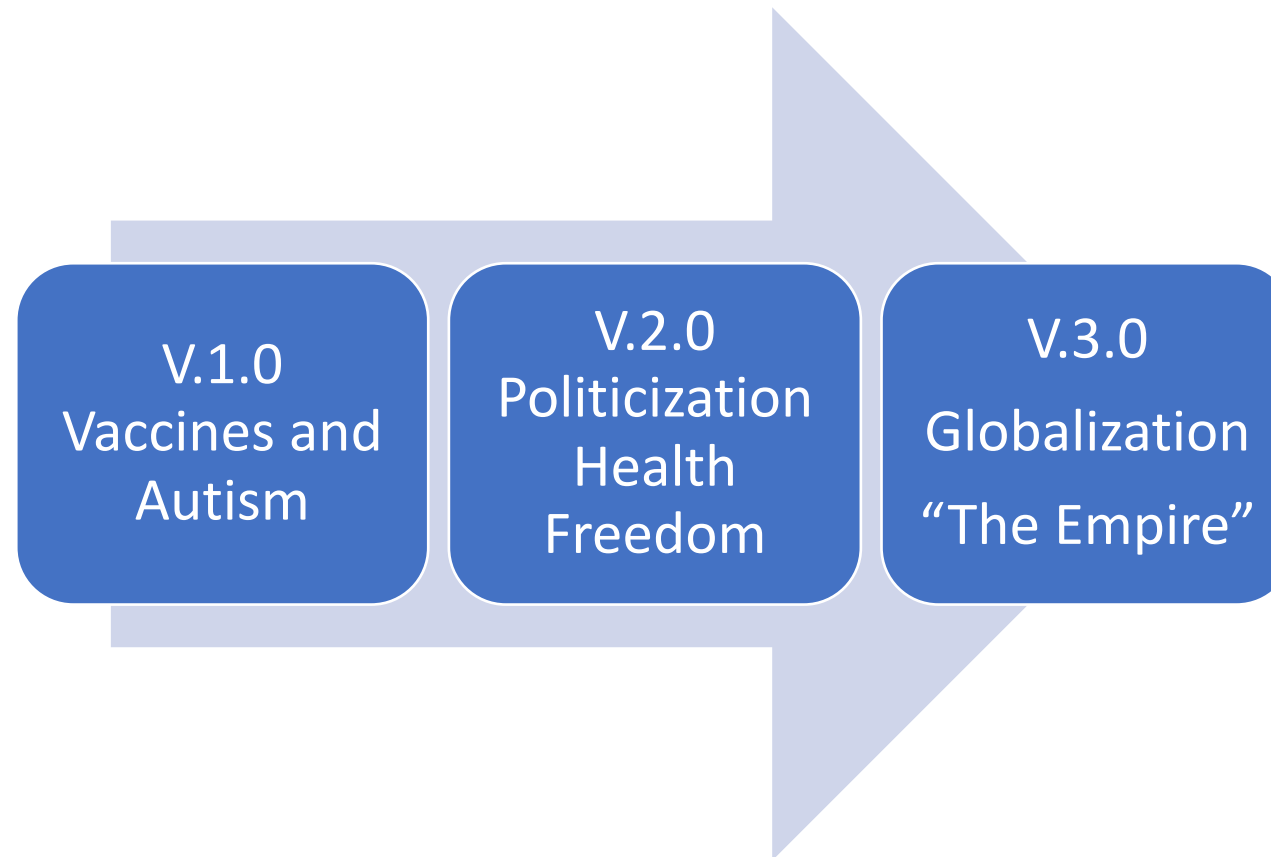 V.1.0
Vaccines and
Autism
V.2.0
Politicization
Health
Freedom
V.3.0
Globalization
“The Empire”